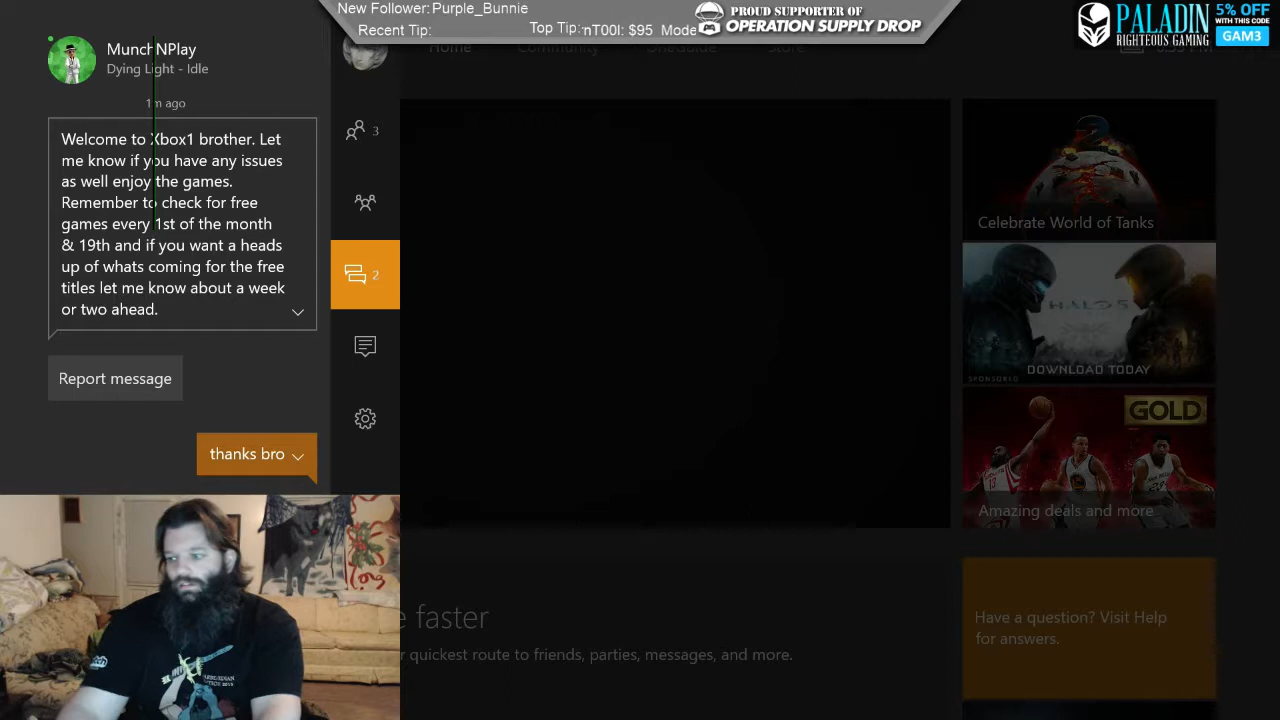 New Follower:Purple_Bunnie
Recent Tip:
Top Tip:
nT00l: $95
Mode
PROUD SUPPORTER OF
OPERATION SUPPLY DROP
PALADIN
RIGHTEOUS GAMING
5% OFF
WITH THIS CODE
GAM3
MunchNPlay
Dying Light - Idle
1m ago
Welcome to Xbox1 brother. Let
me know if you have any issues
as well enjoy the games.
Remember to check for free
games every 1st of the month
& 19th and if you want a heads
up of whats coming for the free
titles let me know about a week
or two ahead.
Report message
thanks bro
3
2
Home
Community
OneGuide
Store
Celebrate World of Tanks
HALO 5
DOWNLOAD TODAY
SPONSORED
GOLD
Amazing deals and more
faster
quickest route to friends, parties, messages, and more.
Have a question? Visit Help
for answers.